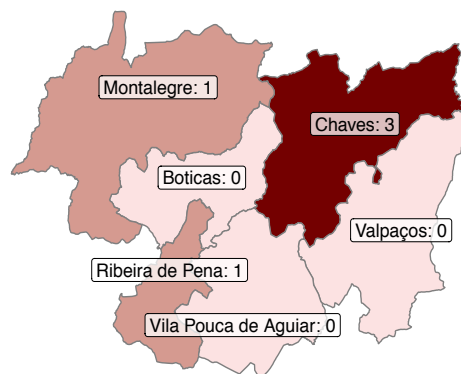 Montalegre: 1
Chaves: 3
Boticas: 0
Valpaços: 0
Ribeira de Pena: 1
Vila Pouca de Aguiar: 0